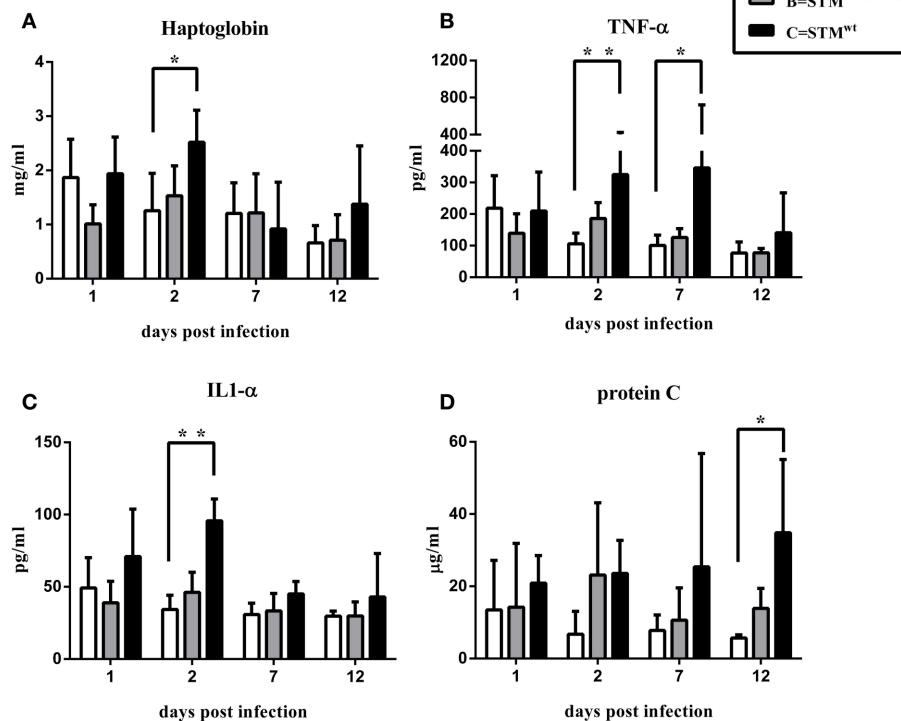 B=STM
C=STMwt
A
Haptoglobin
mg/ml
4
3
2
1
0
*
1 2 7 12
days post infection
B
TNF-α
pg/ml
1200
800
400
400
300
200
100
0
* *
*
1 2 7 12
days post infection
C
IL1-α
pg/ml
150
100
50
0
* *
1 2 7 12
days post infection
D
protein C
µg/ml
60
40
20
0
*
1 2 7 12
days post infection